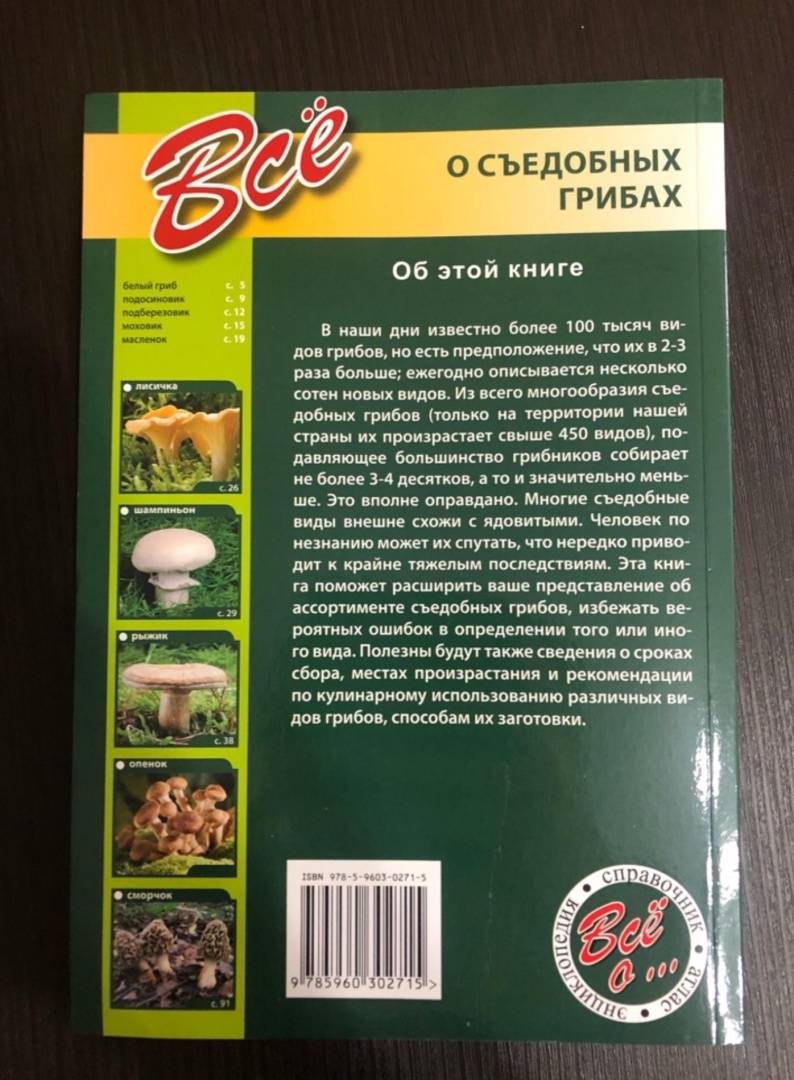 Всё
О СЪЕДОБНЫХ
ГРИБАХ
белый гриб с. 5
подосиновик с. 9
подберезовик с. 12
моховик с. 15
масленок с. 19
лисичка
с. 26
шампиньон
с. 29
рыжик
с. 38
опенок
сморчок
с. 91
Об этой книге
В наши дни известно более 100 тысяч ви-
дов грибов, но есть предположение, что их в 2-3
раза больше; ежегодно описывается несколько
сотен новых видов. Из всего многообразия съе-
добных грибов (только на территории нашей
страны их произрастает свыше 450 видов), по-
давляющее большинство грибников собирает
не более 3-4 десятков, а то и значительно мень-
ше. Это вполне оправдано. Многие съедобные
виды внешне схожи с ядовитыми. Человек по
незнанию может их спутать, что нередко приво-
дит к крайне тяжелым последствиям. Эта кни-
га поможет расширить ваше представление об
ассортименте съедобных грибов, избежать ве-
роятных ошибок в определении того или ино-
го вида. Полезны будут также сведения о сроках
сбора, местах произрастания и рекомендации
по кулинарному использованию различных ви-
дов грибов, способам их заготовки.
ISBN 978-5-9603-0271-5
9 785960 302715 >
энциклопедия • справочник • атлас •
Всё
о ...